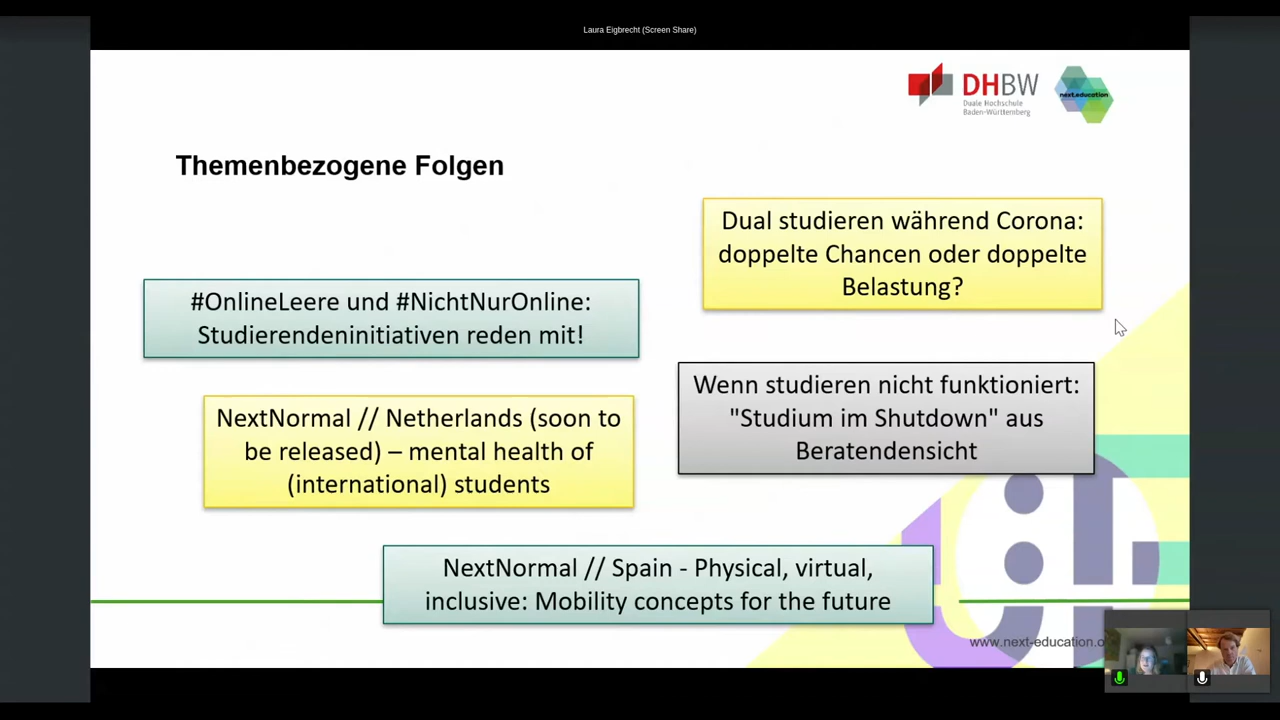 Laura Eigbrecht (Screen Share)
DHBW
Duale Hochschule
Baden-Württemberg
next.education
Themenbezogene Folgen
Dual studieren während Corona:
doppelte Chancen oder doppelte
Belastung?
#OnlineLeere und #NichtNurOnline:
Studierendeninitiativen reden mit!
Wenn studieren nicht funktioniert:
"Studium im Shutdown" aus
Beratendensicht
NextNormal // Netherlands (soon to
be released) – mental health of
(international) students
NextNormal // Spain - Physical, virtual,
inclusive: Mobility concepts for the future
www.next-education.o